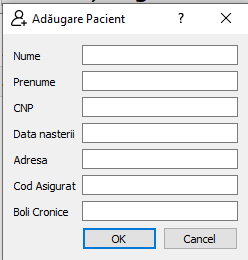 Adăugare Pacient
Nume
Prenume
CNP
Data nasterii
Adresa
Cod Asigurat
Boli Cronice
OK Cancel